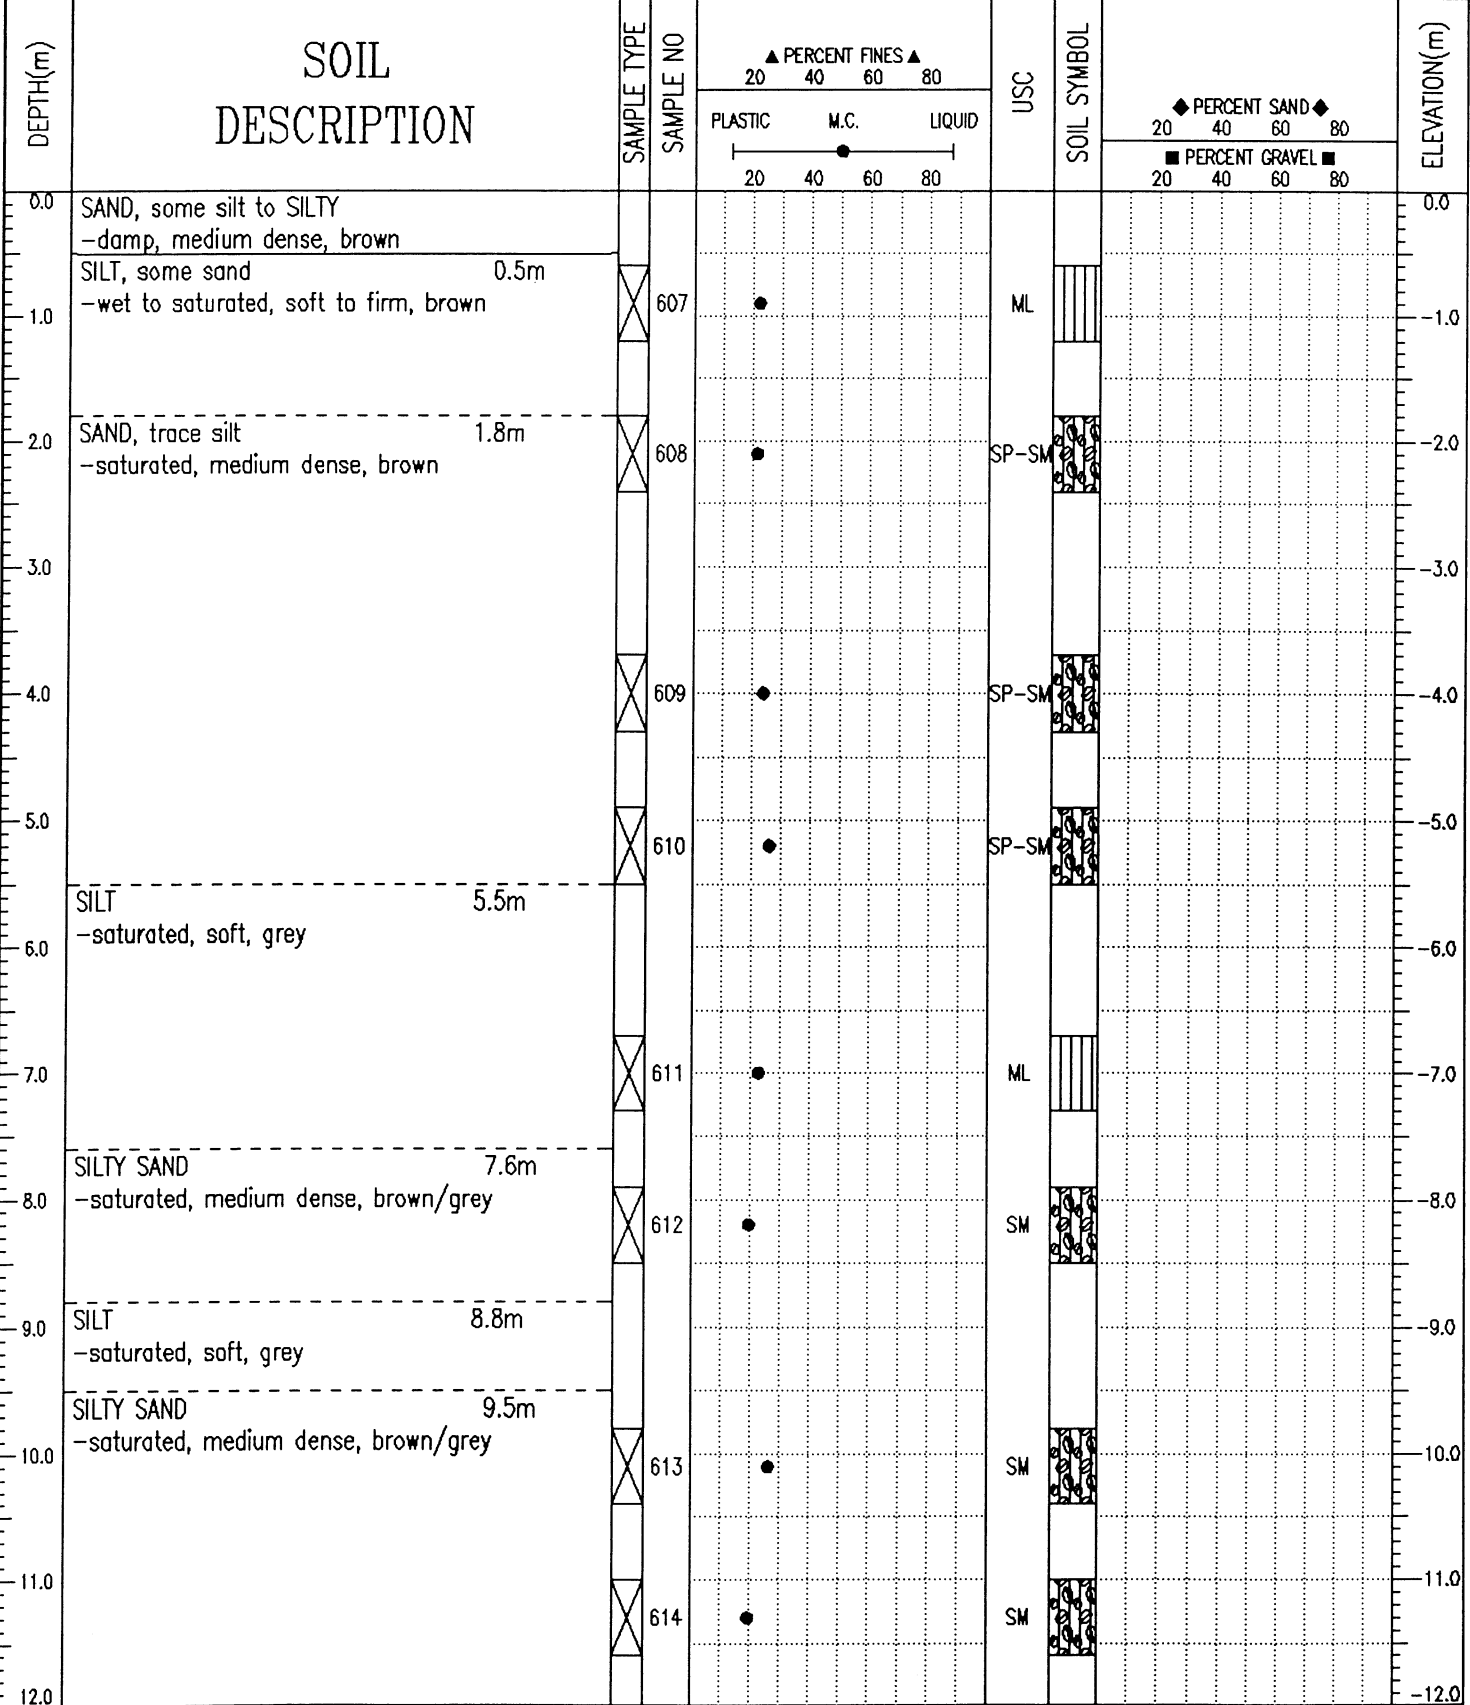 DEPTH(m)
SOIL
DESCRIPTION
SAMPLE TYPE
SAMPLE NO
▲ PERCENT FINES ▲
20 40 60 80
PLASTIC M.C. LIQUID
20 40 60 80
USC
SOIL SYMBOL
◆ PERCENT SAND ◆
20 40 60 80
■ PERCENT GRAVEL ■
20 40 60 80
ELEVATION(m)
0.0 SAND, some silt to SILTY 0.0
-damp, medium dense, brown
SILT, some sand 0.5m
-wet to saturated, soft to firm, brown 607 ML
1.0 -1.0
SAND, trace silt 1.8m
2.0 -2.0
-saturated, medium dense, brown 608 SP-SM
3.0 -3.0
4.0 609 SP-SM -4.0
5.0 -5.0
610 SP-SM
SILT 5.5m
-saturated, soft, grey
6.0 -6.0
7.0 611 ML -7.0
SILTY SAND 7.6m
8.0 -saturated, medium dense, brown/grey -8.0
612 SM
SILT 8.8m
9.0 -9.0
-saturated, soft, grey
SILTY SAND 9.5m
-saturated, medium dense, brown/grey
10.0 -10.0
613 SM
11.0 -11.0
614 SM
12.0 -12.0